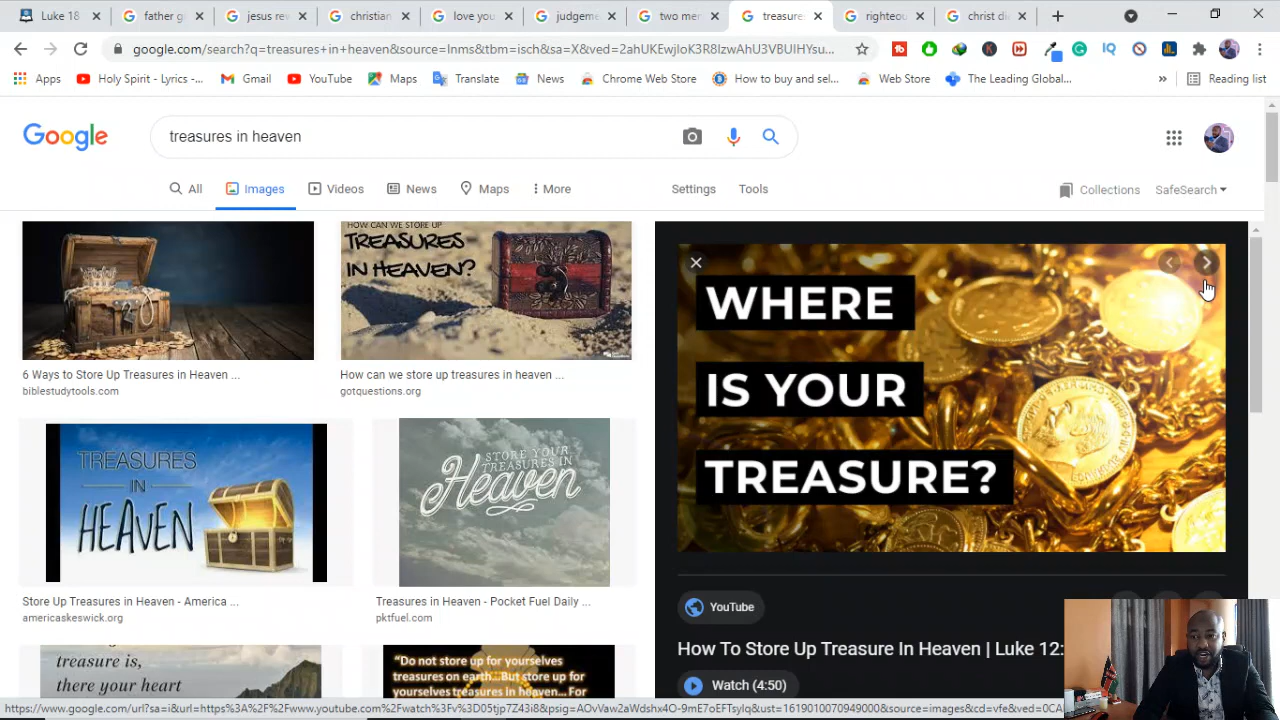 Luke 18
father g
jesus rev
christian
love you
judgeme
two mer
treasure
righteou
christ di
google.com/search?q=treasures+in+heaven&source=lnms&tbm=isch&sa=X&ved=2ahUKEwjloK3R8IzwAhU3VBUIHYsu...
Apps
Holy Spirit - Lyrics -...
Gmail
YouTube
Maps
Translate
News
Chrome Web Store
How to buy and sel...
Web Store
The Leading Global...
»
Reading list
Google
treasures in heaven
All
Images
Videos
News
Maps
More
Settings
Tools
Collections
SafeSearch
HOW CAN WE STORE UP
TREASURES
IN HEAVEN?
6 Ways to Store Up Treasures in Heaven ...
biblestudytools.com
How can we store up treasures in heaven ...
gotquestions.org
TREASURES
IN
HEAVEN
STORE YOUR
TREASURES IN
Heaven
Store Up Treasures in Heaven - America ...
americaskeswick.org
Treasures in Heaven - Pocket Fuel Daily ...
pktfuel.com
treasure is,
there your heart
“Do not store up for yourselves
treasures on earth...But store up for
yourselves treasures in heaven... For
WHERE
IS YOUR
TREASURE?
YouTube
How To Store Up Treasure In Heaven | Luke 12:
Watch (4:50)